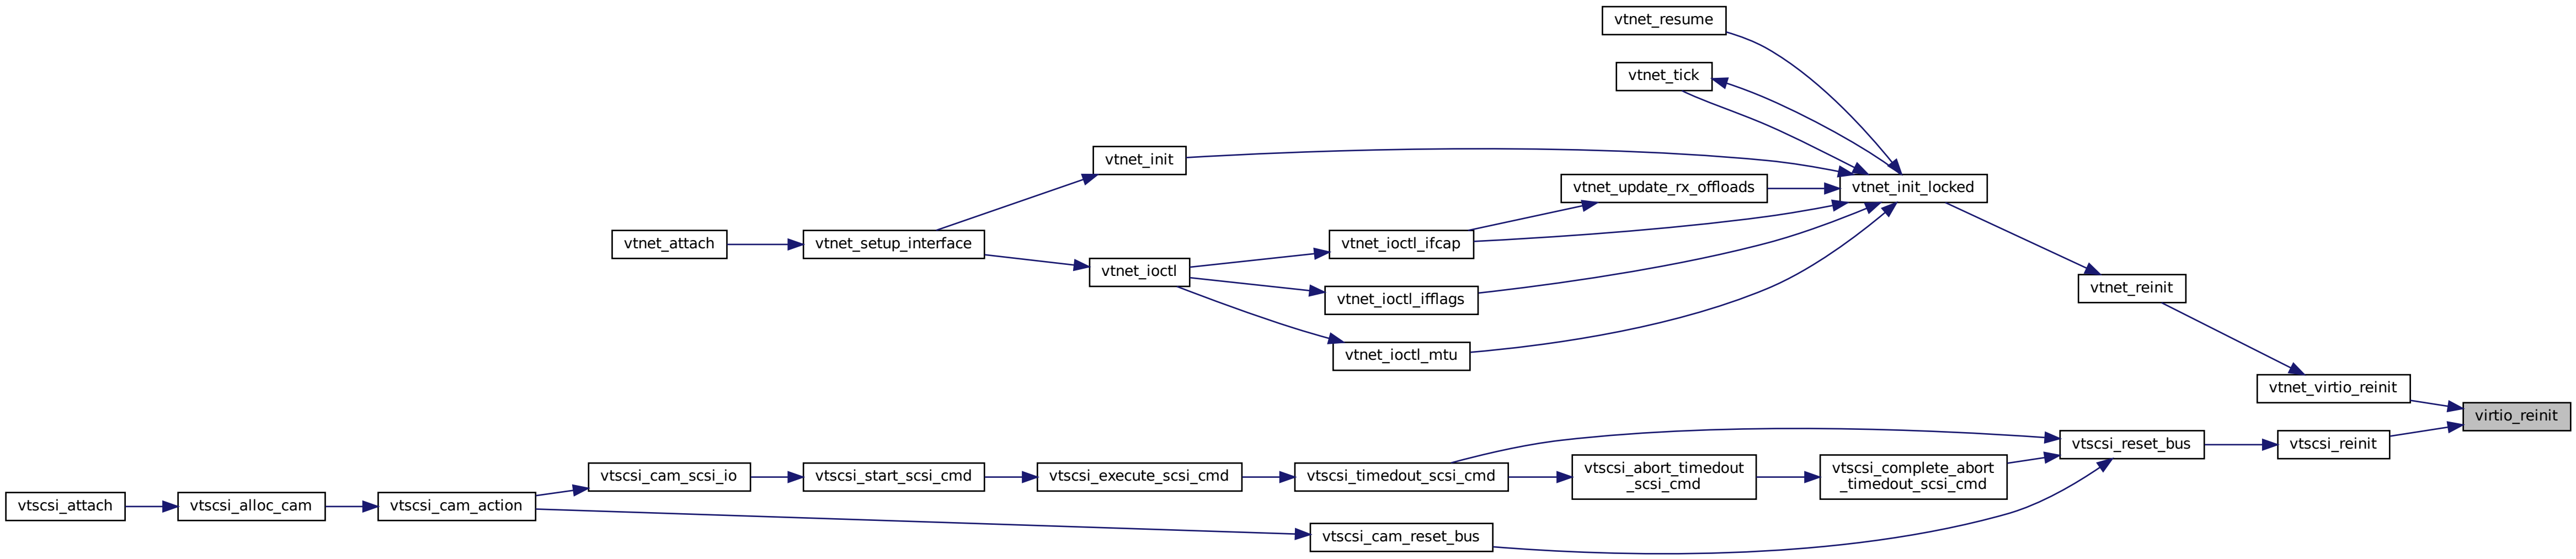 vtnet_resume
vtnet_tick
vtnet_init
vtnet_update_rx_offloads
vtnet_init_locked
vtnet_attach
vtnet_setup_interface
vtnet_ioctl_ifcap
vtnet_ioctl
vtnet_ioctl_ifflags
vtnet_reinit
vtnet_ioctl_mtu
vtnet_virtio_reinit
virtio_reinit
vtscsi_reset_bus
vtscsi_reinit
vtscsi_cam_scsi_io
vtscsi_start_scsi_cmd
vtscsi_execute_scsi_cmd
vtscsi_timedout_scsi_cmd
vtscsi_abort_timedout
_scsi_cmd
vtscsi_complete_abort
_timedout_scsi_cmd
vtscsi_attach
vtscsi_alloc_cam
vtscsi_cam_action
vtscsi_cam_reset_bus